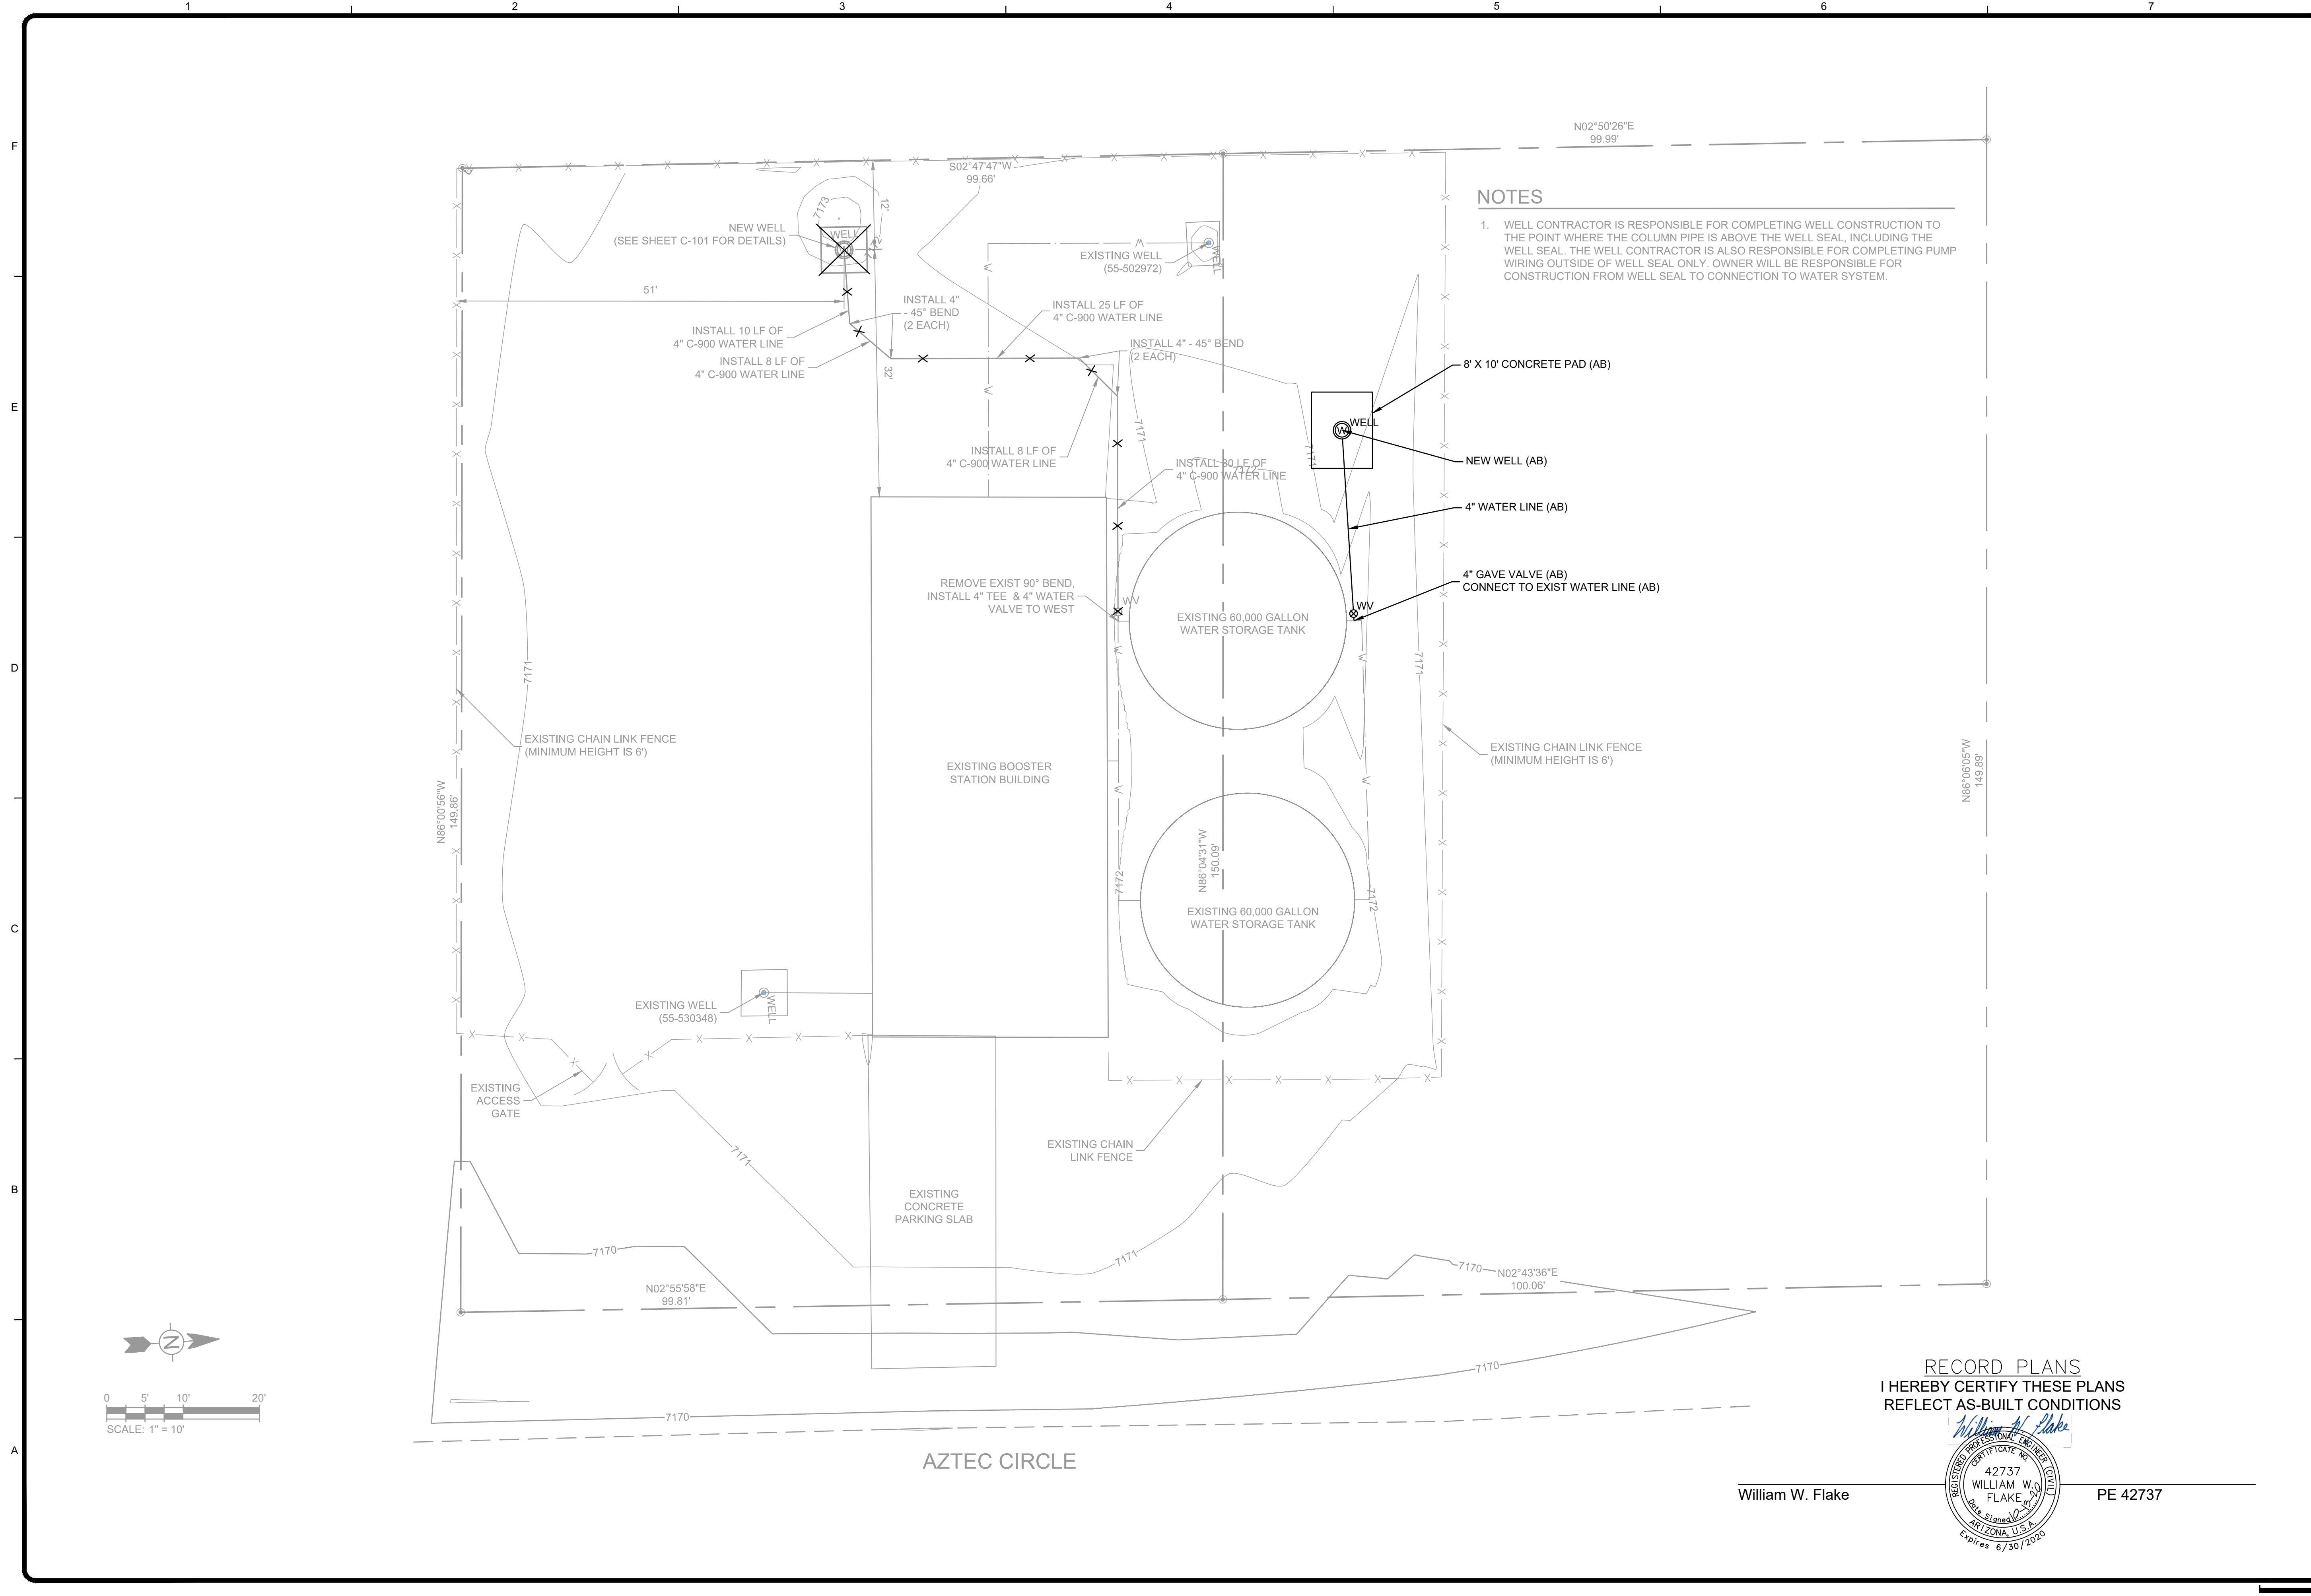 1 2 3 4 5 6 7
F
N02°50'26"E
99.99'
S02°47'47"W
99.66'
NOTES
1. WELL CONTRACTOR IS RESPONSIBLE FOR COMPLETING WELL CONSTRUCTION TO
THE POINT WHERE THE COLUMN PIPE IS ABOVE THE WELL SEAL, INCLUDING THE
WELL SEAL. THE WELL CONTRACTOR IS ALSO RESPONSIBLE FOR COMPLETING PUMP
WIRING OUTSIDE OF WELL SEAL ONLY. OWNER WILL BE RESPONSIBLE FOR
CONSTRUCTION FROM WELL SEAL TO CONNECTION TO WATER SYSTEM.
7173
12'
NEW WELL
(SEE SHEET C-101 FOR DETAILS)
WELL
W
EXISTING WELL
(55-502972)
WELL
W
51'
INSTALL 4"
- 45° BEND
(2 EACH)
INSTALL 25 LF OF
4" C-900 WATER LINE
INSTALL 10 LF OF
4" C-900 WATER LINE
INSTALL 8 LF OF
4" C-900 WATER LINE
32'
INSTALL 4" - 45° BEND
(2 EACH)
W
8' X 10' CONCRETE PAD (AB)
E
7171
WELL
W
INSTALL 8 LF OF
4" C-900 WATER LINE
7171
INSTALL 30 LF OF
4" C-900 WATER LINE
7172
NEW WELL (AB)
4" WATER LINE (AB)
REMOVE EXIST 90° BEND,
INSTALL 4" TEE & 4" WATER
VALVE TO WEST
WV
EXISTING 60,000 GALLON
WATER STORAGE TANK
WV
4" GAVE VALVE (AB)
CONNECT TO EXIST WATER LINE (AB)
D
7171
W
W
7171
EXISTING CHAIN LINK FENCE
(MINIMUM HEIGHT IS 6')
EXISTING BOOSTER
STATION BUILDING
EXISTING CHAIN LINK FENCE
(MINIMUM HEIGHT IS 6')
N86°00'56"W
149.86'
W
W
N86°06'05"W
149.89'
N86°04'31"W
150.09'
7172
7172
EXISTING 60,000 GALLON
WATER STORAGE TANK
C
EXISTING WELL
(55-530348)
WELL
EXISTING
ACCESS
GATE
7171
EXISTING CHAIN
LINK FENCE
B
EXISTING
CONCRETE
PARKING SLAB
7170
7171
7170
N02°55'58"E
99.81'
N02°43'36"E
100.06'
N
0 5' 10' 20'
SCALE: 1" = 10'
7170
7170
AZTEC CIRCLE
A
RECORD PLANS
I HEREBY CERTIFY THESE PLANS
REFLECT AS-BUILT CONDITIONS
William W. Flake
REGISTERED PROFESSIONAL ENGINEER (CIVIL)
CERTIFICATE NO.
42737
WILLIAM W.
FLAKE
Date Signed
ARIZONA, U.S.A.
Expires 6/30/2020
William W. Flake
PE 42737